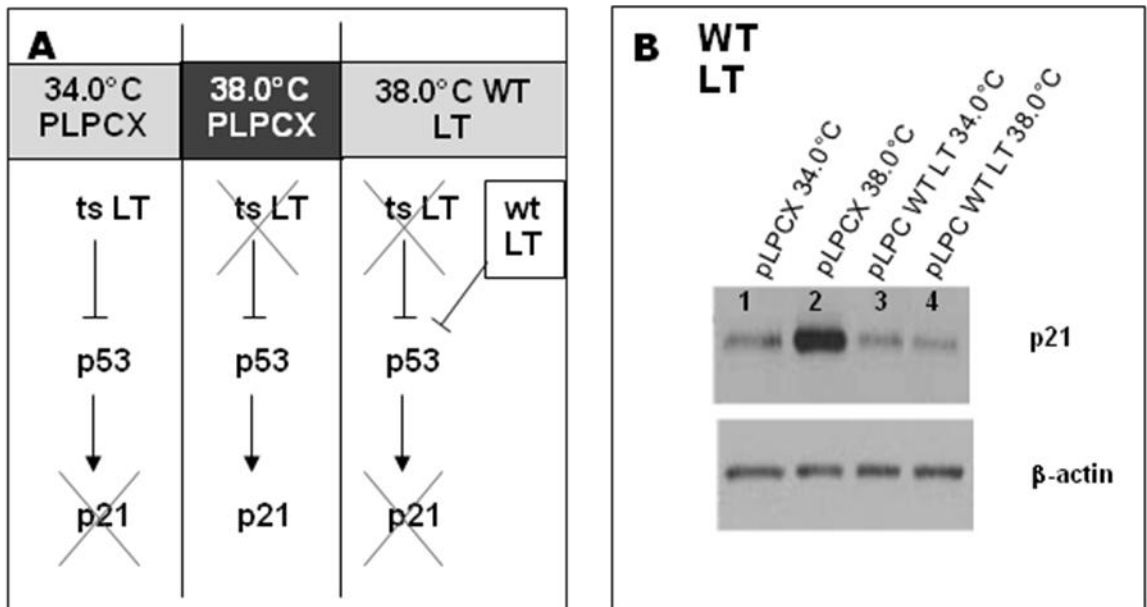 A
34.0°C
PLPCX
38.0°C
PLPCX
38.0°C WT
LT
ts LT
ts LT
ts LT
wt
LT
p53
p53
p53
p21
p21
p21
B
WT
LT
pLPCX 34.0°C
pLPCX 38.0°C
pLPC WT LT 34.0°C
pLPC WT LT 38.0°C
1 2 3 4
p21
β-actin